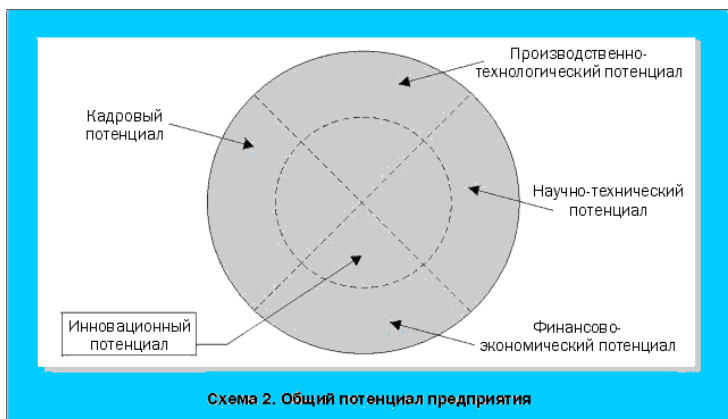 Производственно-
технологический потенциал
Кадровый
потенциал
Научно-технический
потенциал
Инновационный
потенциал
Финансово-
экономический потенциал
Схема 2. Общий потенциал предприятия